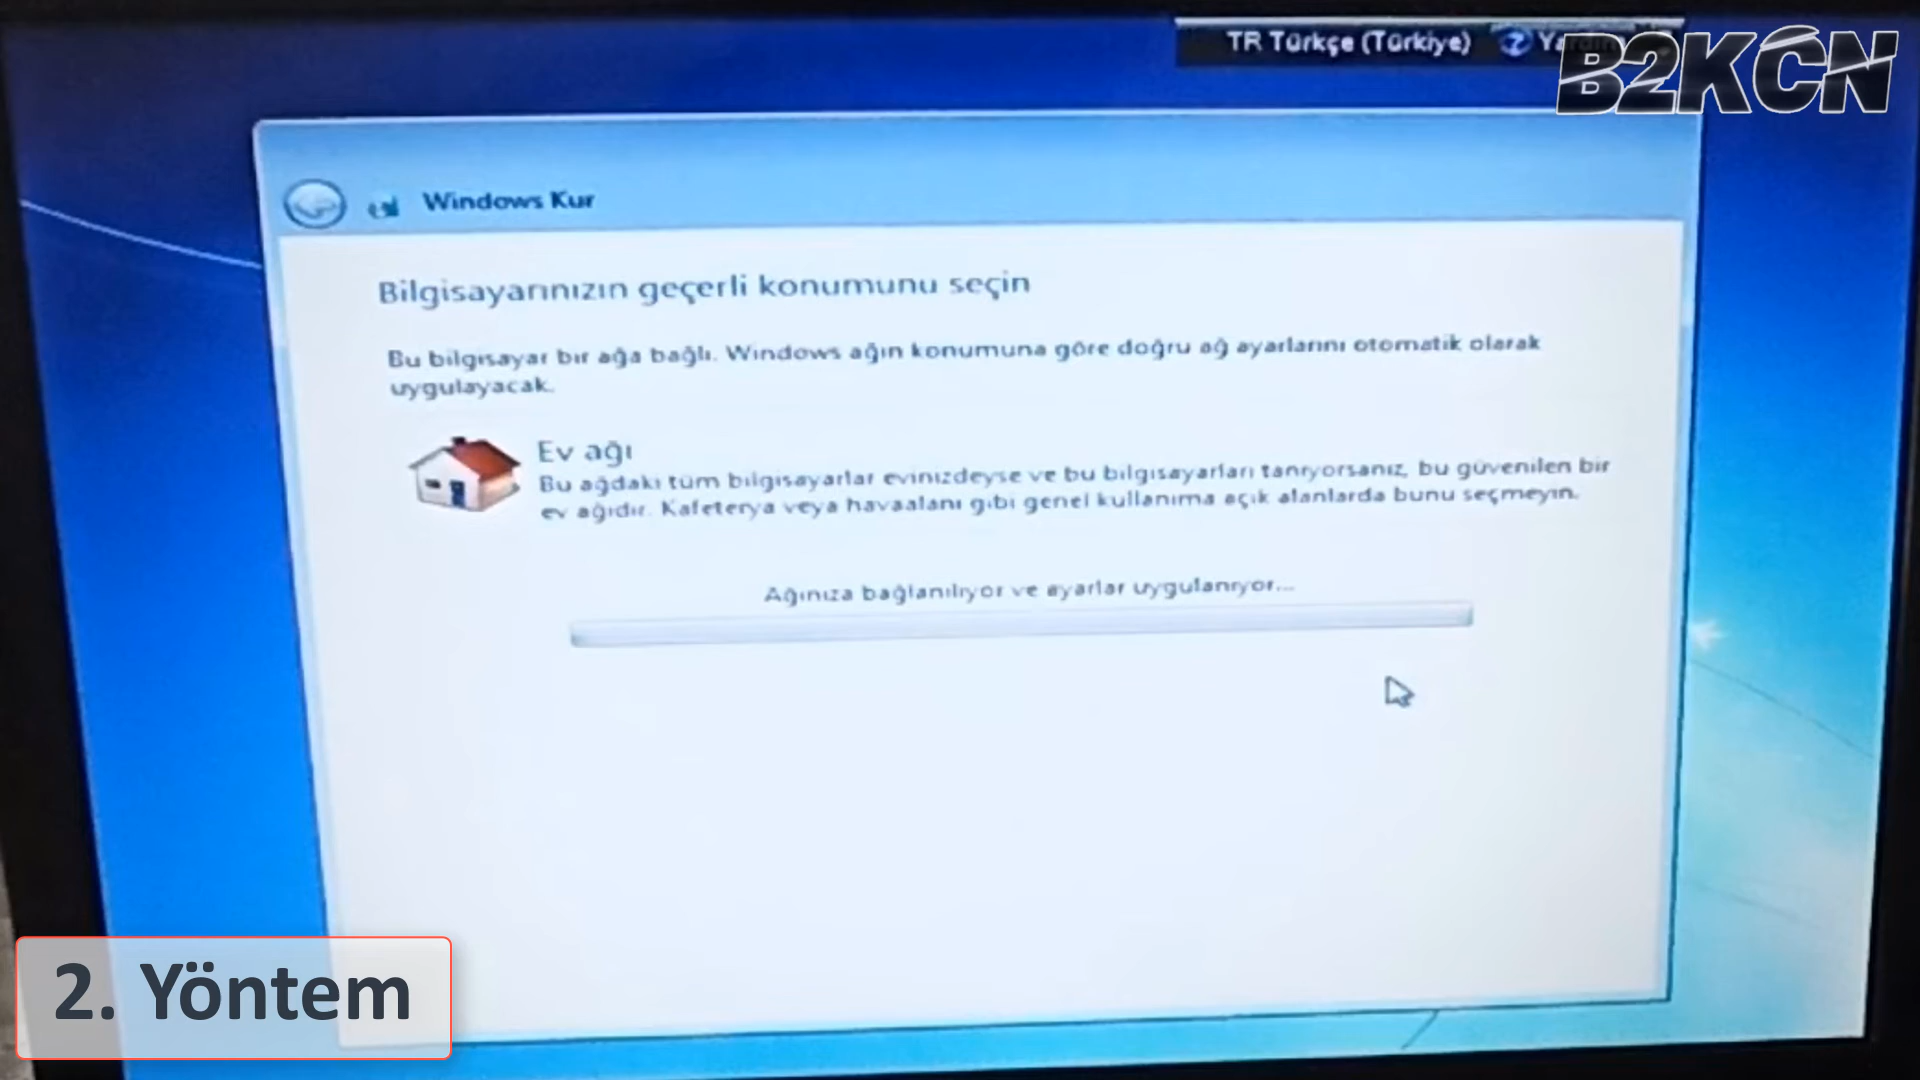 TR Türkçe (Türkiye)
B2KCN
Windows Kur
Bilgisayarınızın geçerli konumunu seçin
Bu bilgisayar bir ağa bağlı. Windows ağın konumuna göre doğru ağ ayarlarını otomatik olarak
uygulayacak.
Ev ağı
Bu ağdaki tüm bilgisayarlar evinizdeyse ve bu bilgisayarları tanıyorsanız, bu güvenilen bir
ev ağıdır. Kafeterya veya havaalanı gibi genel kullanıma açık alanlarda bunu seçmeyin.
Ağınıza bağlanılıyor ve ayarlar uygulanıyor...
2. Yöntem